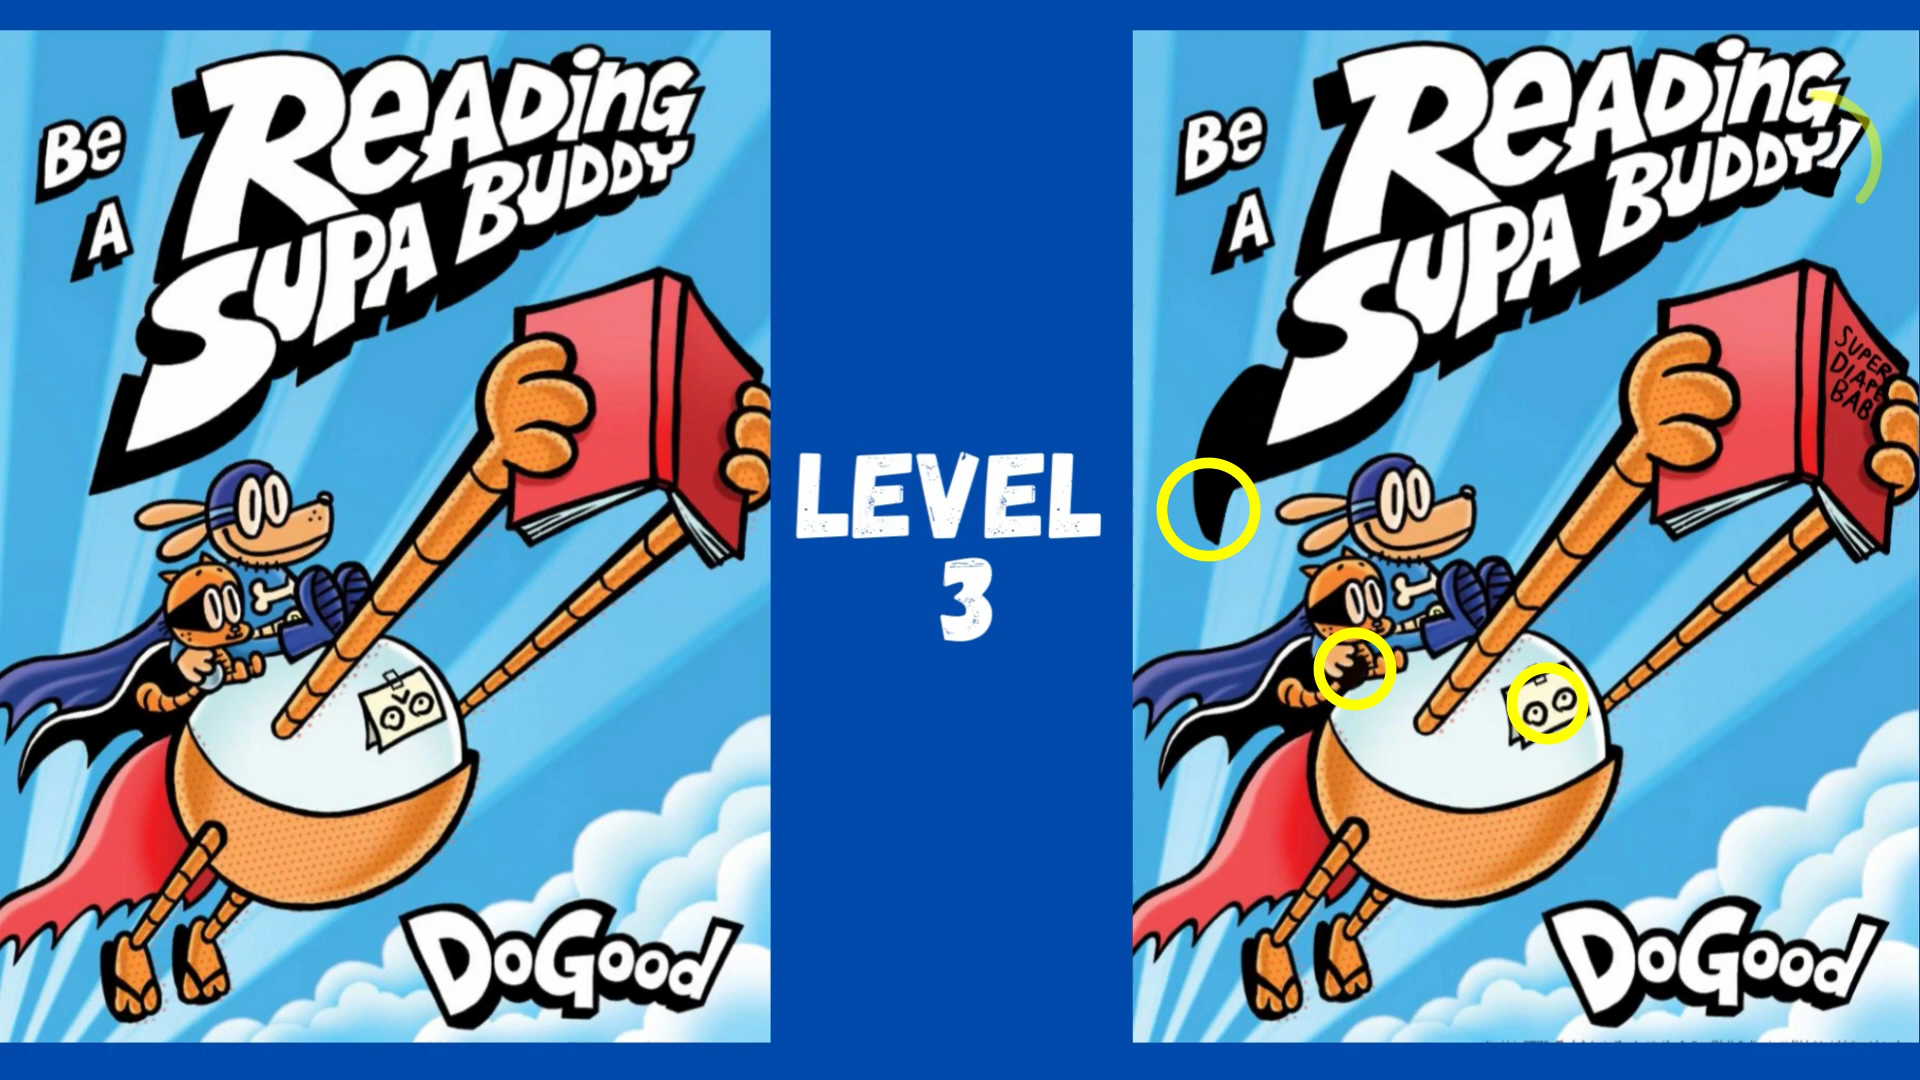 Be
A
READiNG
SUPA BUDDY
DoGood
LEVEL
3
Be
A
READiNG
SUPA BUDDY!
SUPER
DoGood